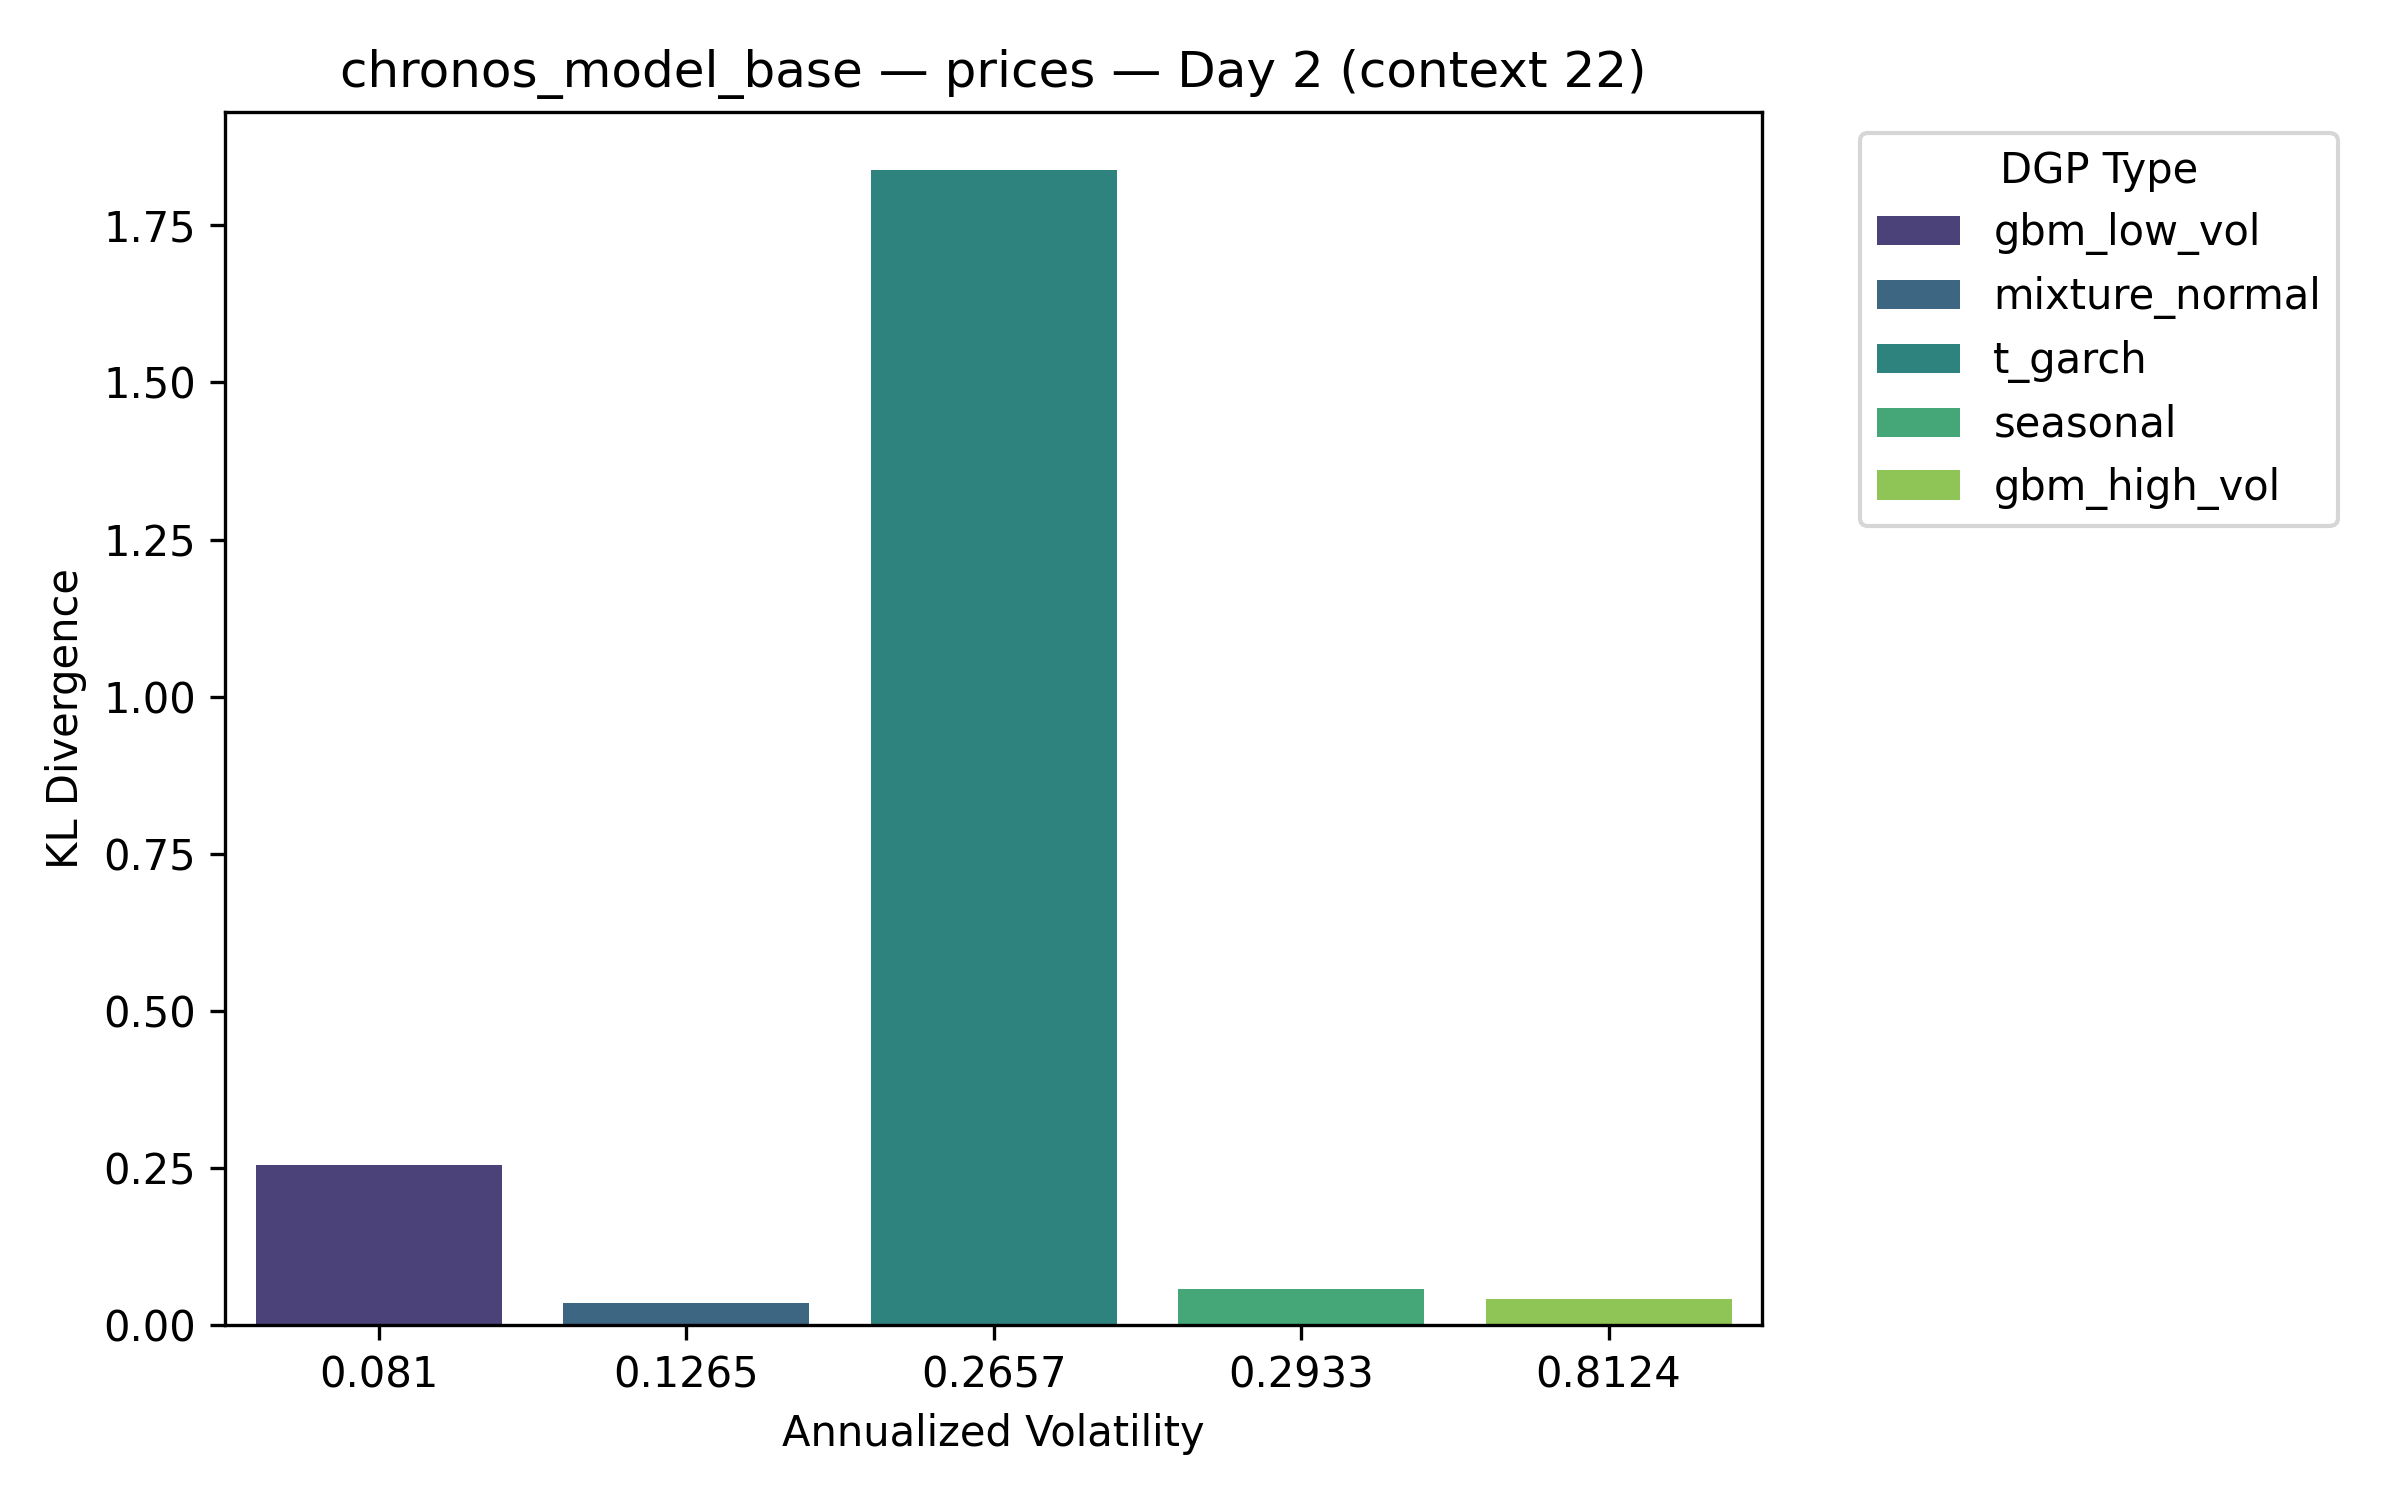 chronos_model_base — prices — Day 2 (context 22)
DGP Type
gbm_low_vol
mixture_normal
t_garch
seasonal
gbm_high_vol
KL Divergence
1.75
1.50
1.25
1.00
0.75
0.50
0.25
0.00
0.081 0.1265 0.2657 0.2933 0.8124
Annualized Volatility